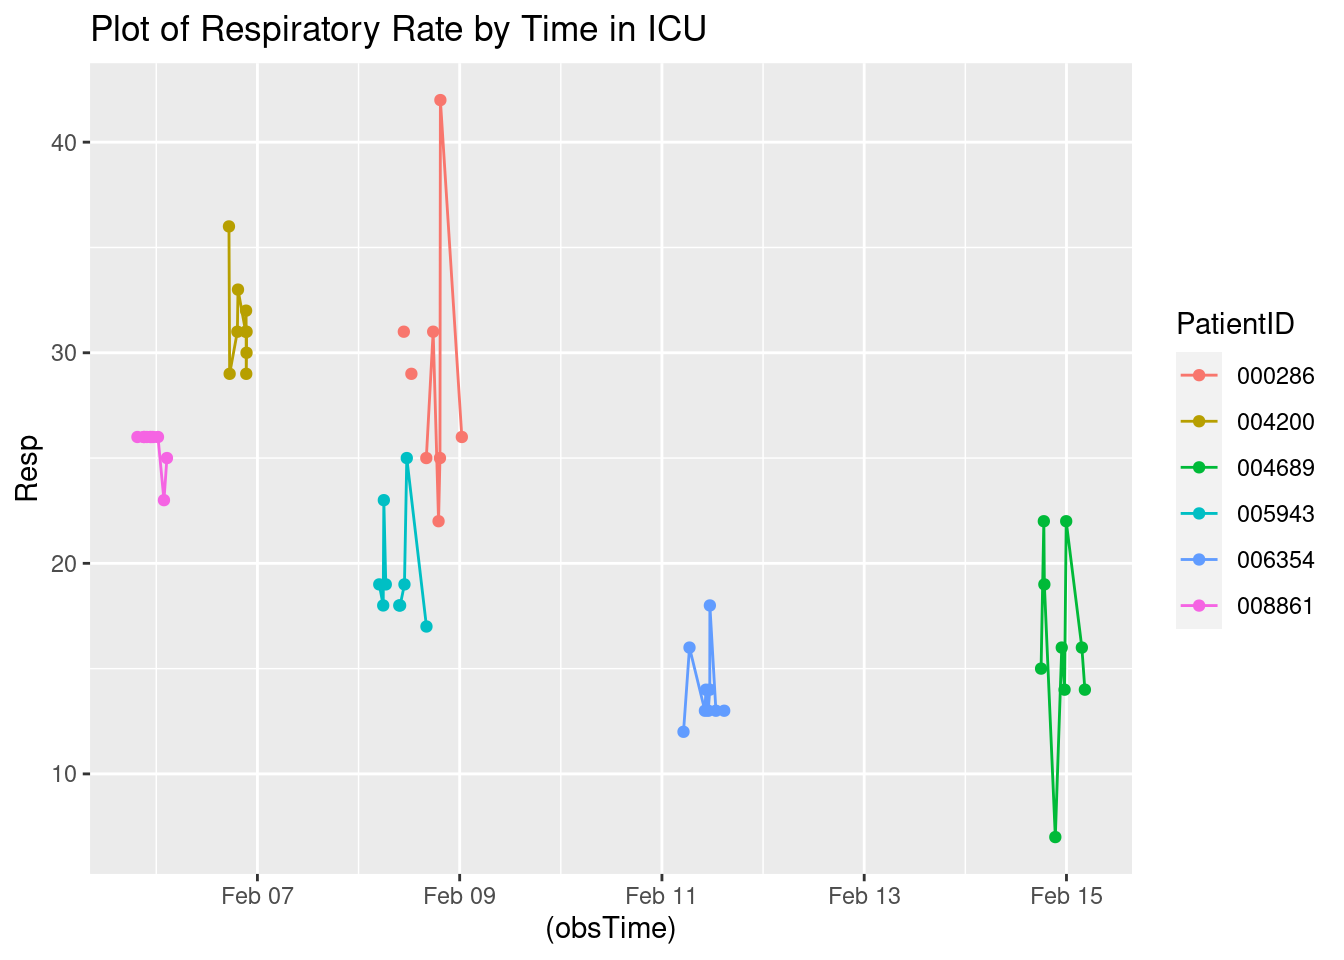 Plot of Respiratory Rate by Time in ICU
40
30
20
10
Resp
Feb 07
Feb 09
Feb 11
Feb 13
Feb 15
(obsTime)
PatientID
000286
004200
004689
005943
006354
008861